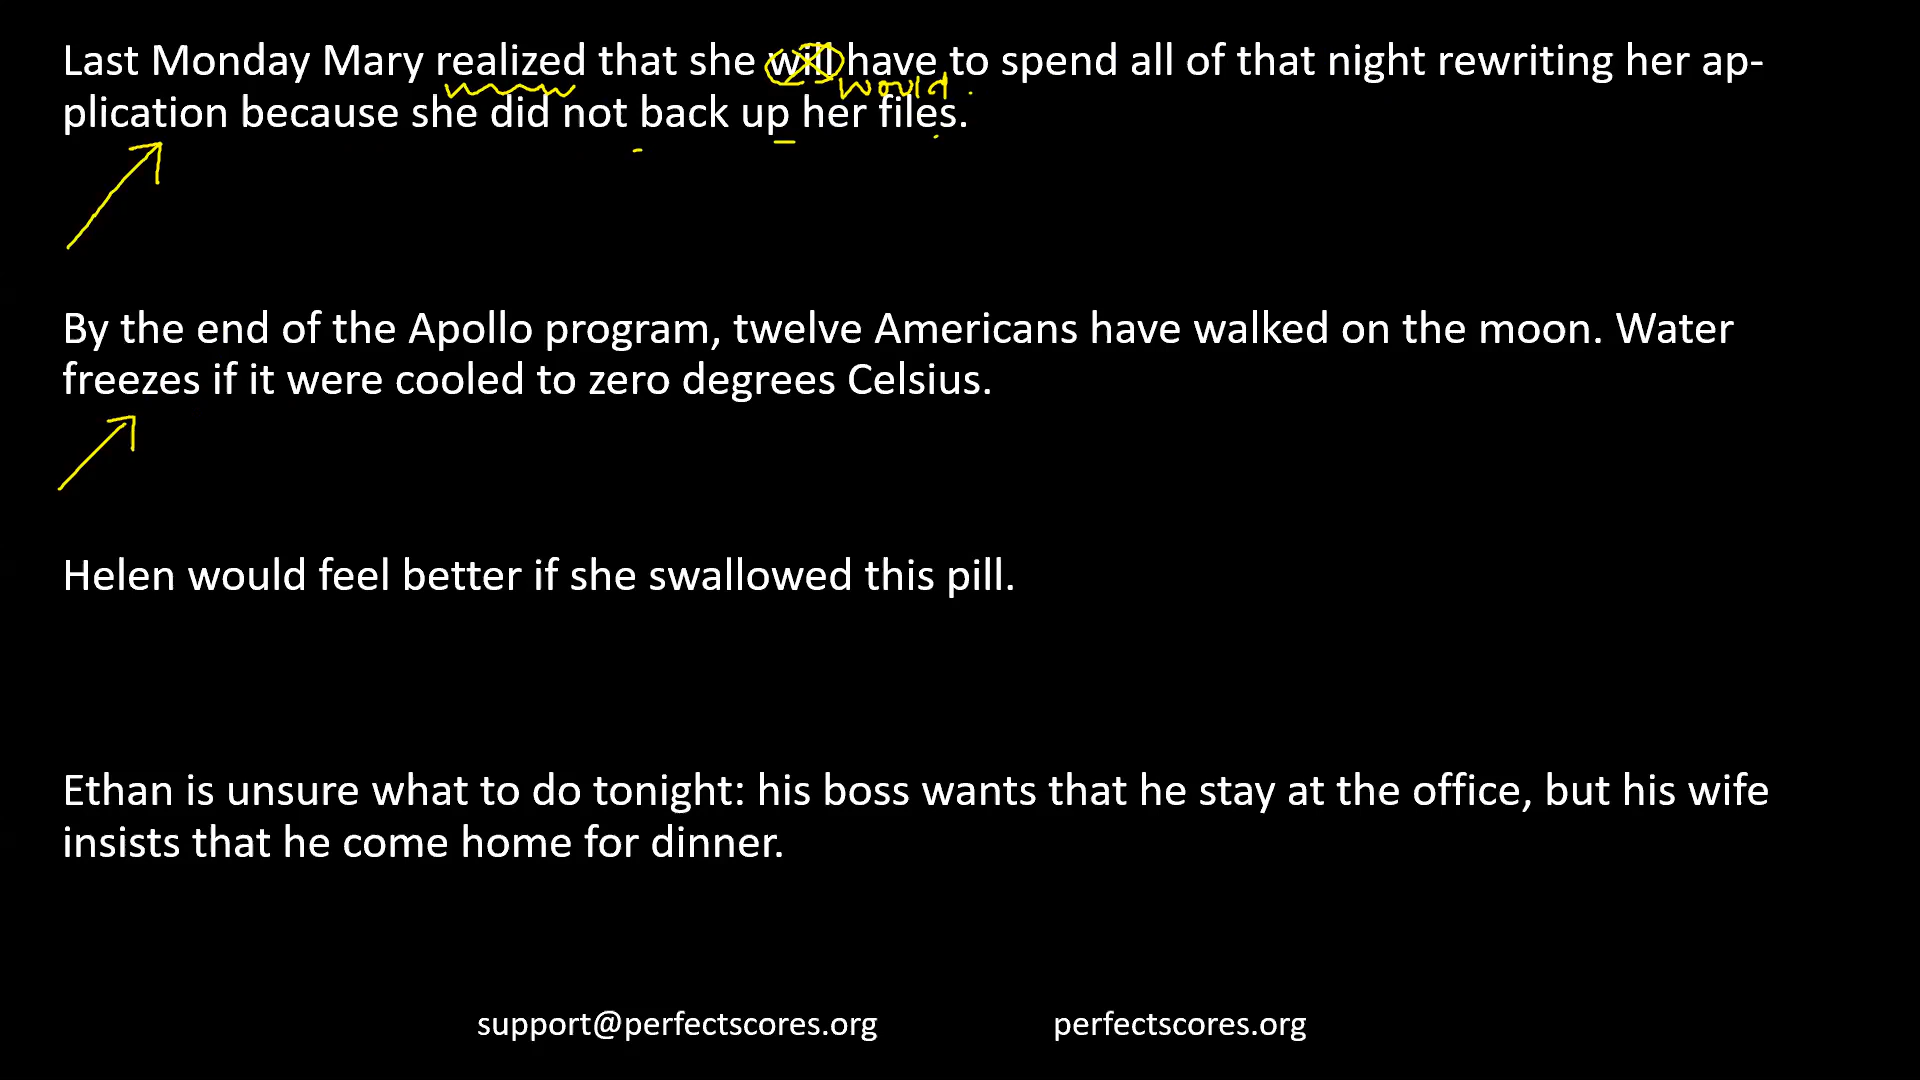 Last Monday Mary realized that she will have to spend all of that night rewriting her ap-
would
plication because she did not back up her files.
By the end of the Apollo program, twelve Americans have walked on the moon. Water
freezes if it were cooled to zero degrees Celsius.
Helen would feel better if she swallowed this pill.
Ethan is unsure what to do tonight: his boss wants that he stay at the office, but his wife
insists that he come home for dinner.
support@perfectscores.org perfectscores.org